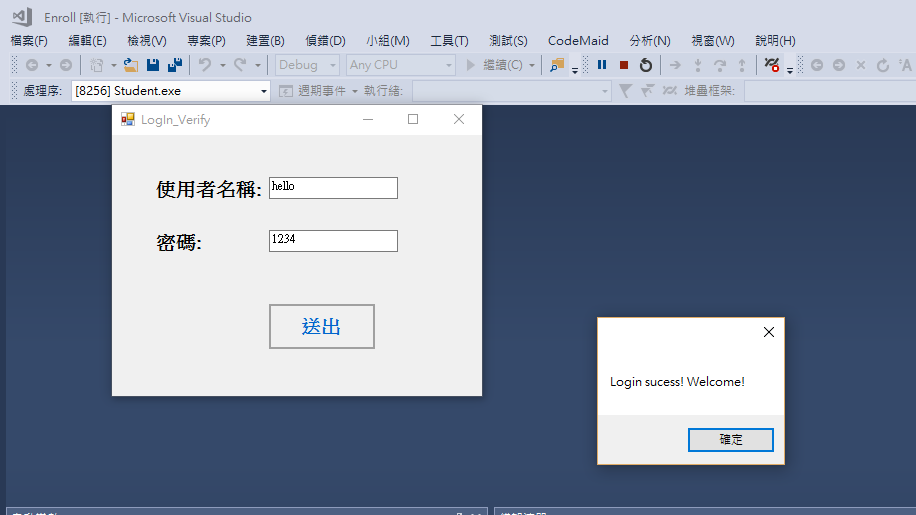 Enroll [執行] - Microsoft Visual Studio
檔案(F) 編輯(E) 檢視(V) 專案(P) 建置(B) 偵錯(D) 小組(M) 工具(T) 測試(S) CodeMaid 分析(N) 視窗(W) 說明(H)
Debug Any CPU 繼續(C)
處理序: [8256] Student.exe 週期事件 執行緒: 堆疊框架:
LogIn_Verify
使用者名稱: hello
密碼: 1234
送出
Login sucess! Welcome!
確定